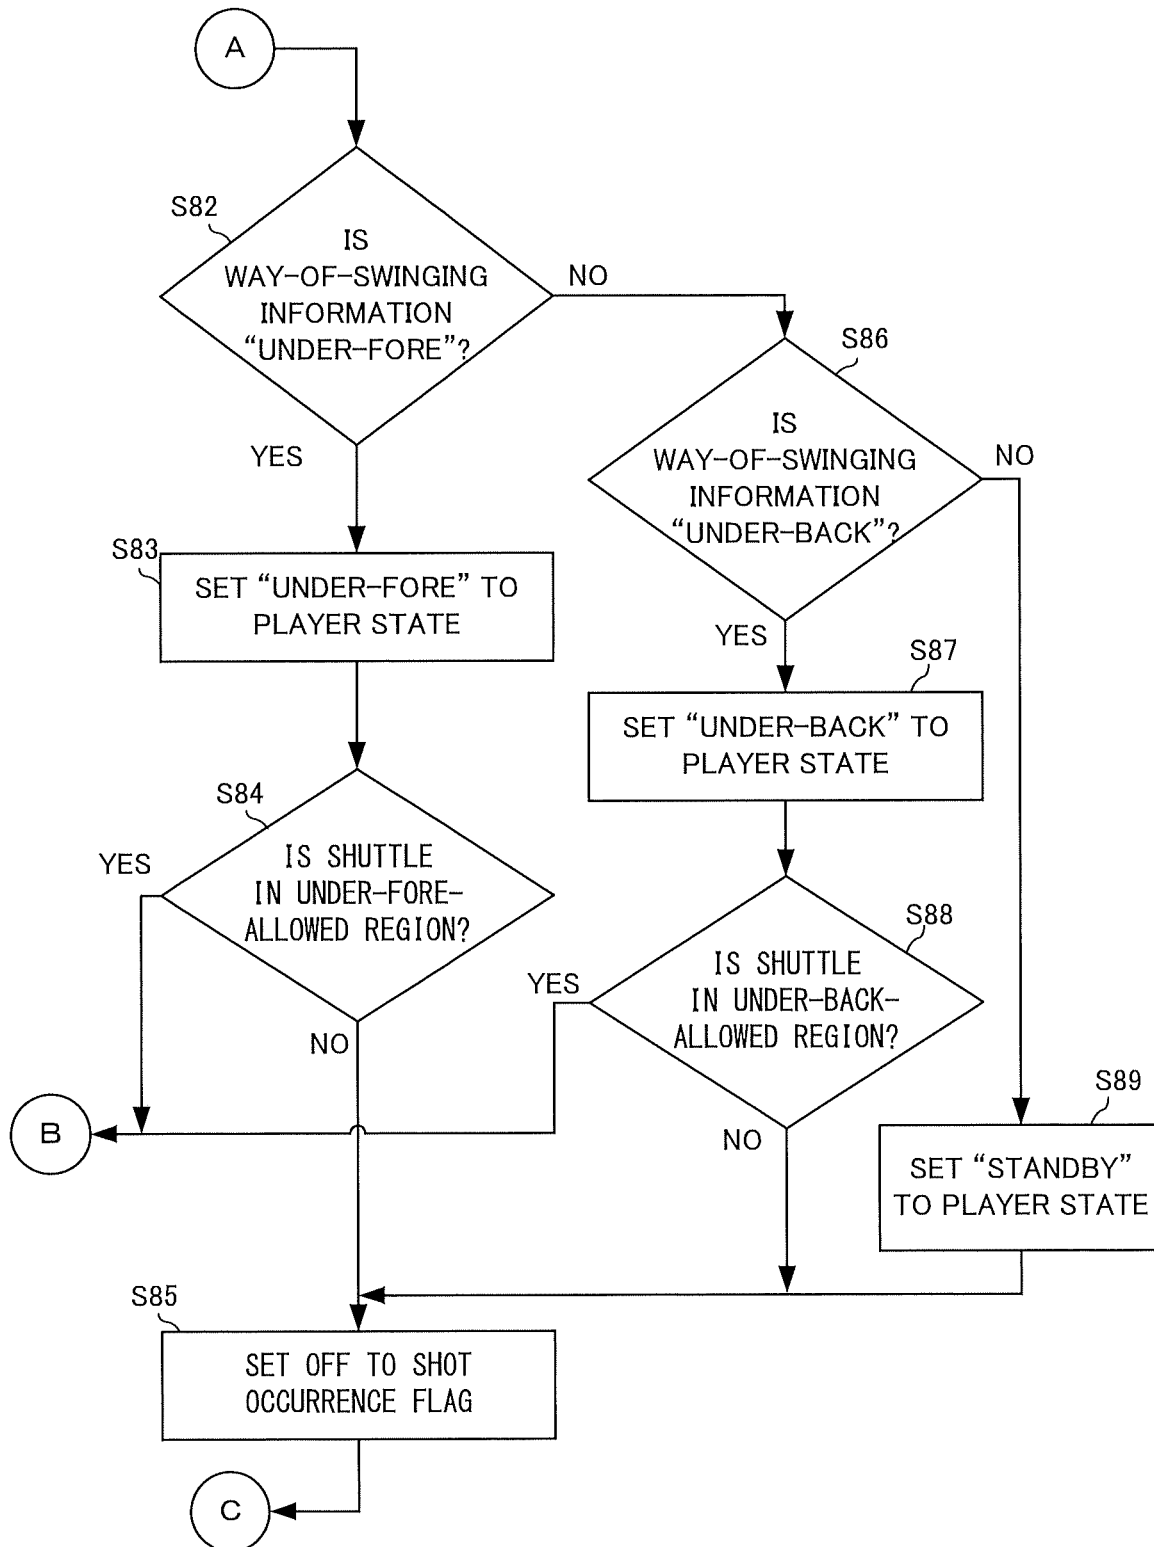 A
S82
IS
WAY-OF-SWINGING
INFORMATION
“UNDER-FORE”?
NO
YES
S86
IS
WAY-OF-SWINGING
INFORMATION
“UNDER-BACK”?
NO
YES
S83
SET “UNDER-FORE” TO
PLAYER STATE
S87
SET “UNDER-BACK” TO
PLAYER STATE
S84
YES
IS SHUTTLE
IN UNDER-FORE-
ALLOWED REGION?
NO
S88
YES
IS SHUTTLE
IN UNDER-BACK-
ALLOWED REGION?
NO
B
S89
SET “STANDBY”
TO PLAYER STATE
S85
SET OFF TO SHOT
OCCURRENCE FLAG
C